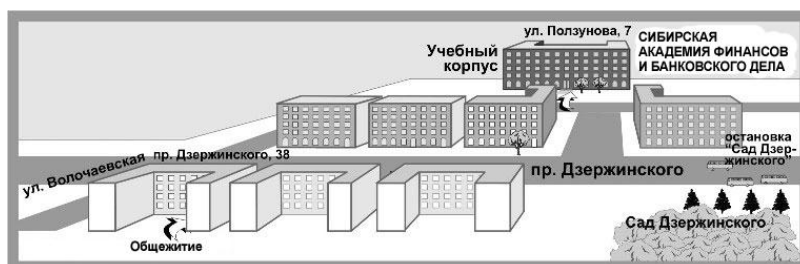 ул. Ползунова, 7
Учебный
корпус
СИБИРСКАЯ
АКАДЕМИЯ ФИНАНСОВ
И БАНКОВСКОГО ДЕЛА
ул. Волочаевская
пр. Дзержинского, 38
пр. Дзержинского
остановка
"Сад Дзер-
жинского"
Сад Дзержинского
Общежитие